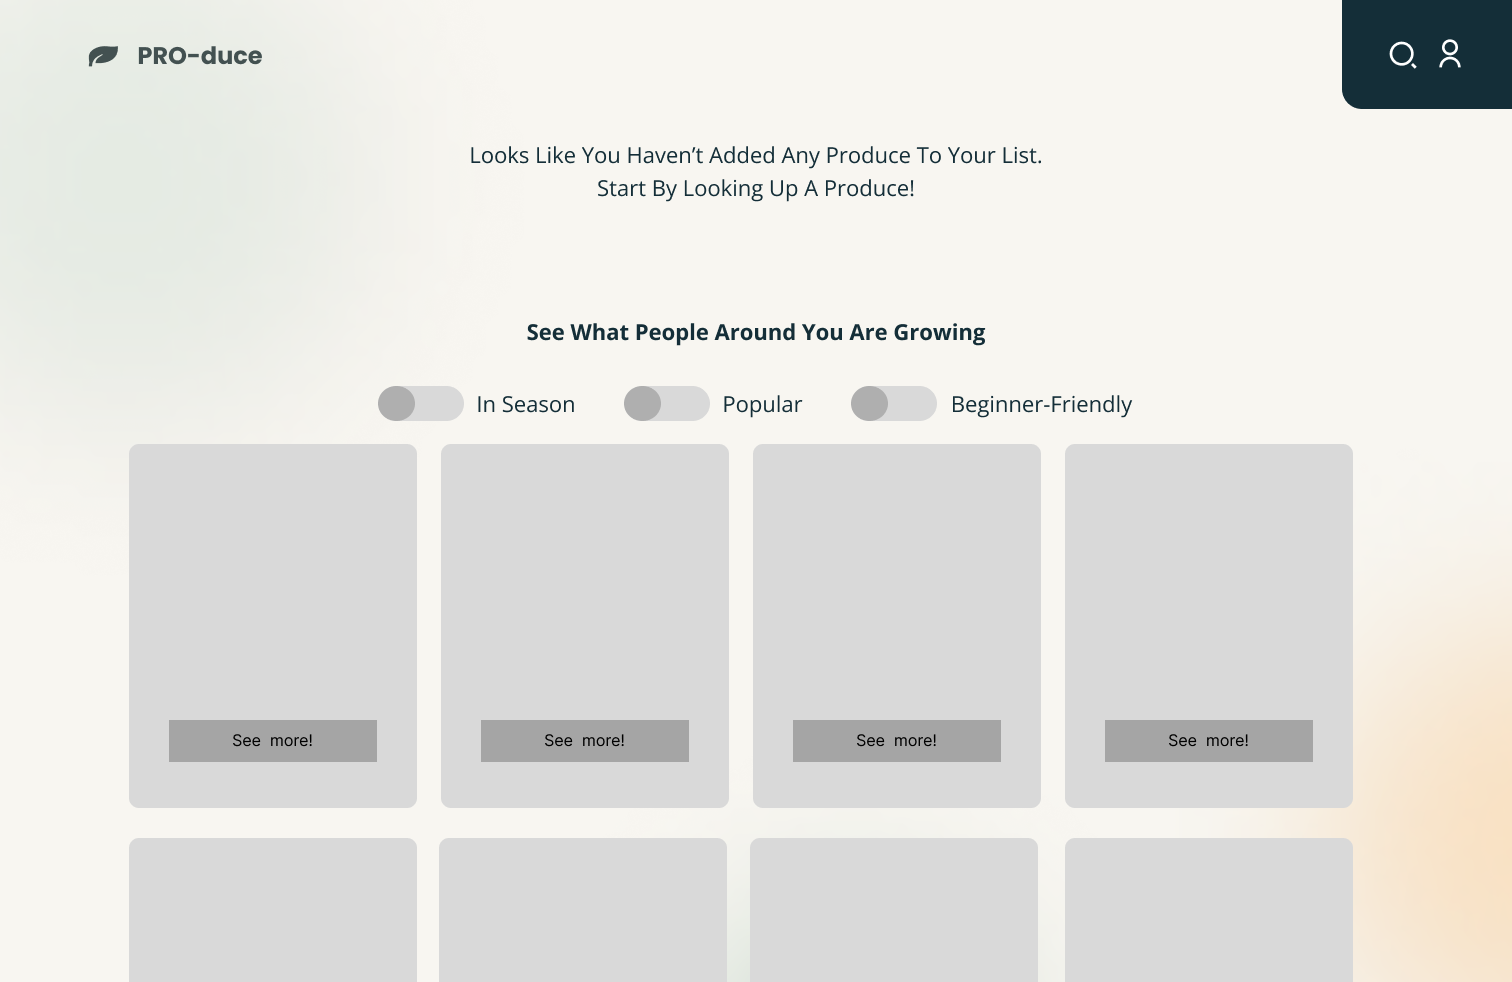 PRO-duce
Looks Like You Haven’t Added Any Produce To Your List.
Start By Looking Up A Produce!
See What People Around You Are Growing
In Season
Popular
Beginner-Friendly
See more!
See more!
See more!
See more!